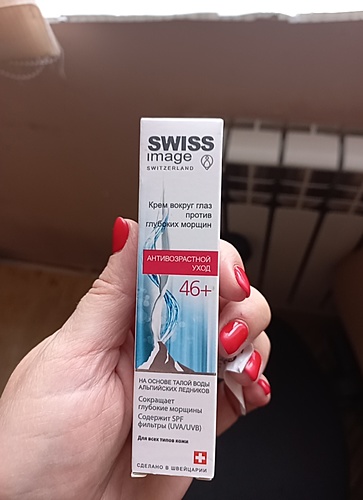 SWISS
image
SWITZERLAND
Крем вокруг глаз
против
глубоких морщин
АНТИВОЗРАСТНОЙ
УХОД
46+
НА ОСНОВЕ ТАЛОЙ ВОДЫ
АЛЬПИЙСКИХ ЛЕДНИКОВ
Сокращает
глубокие морщины
Содержит SPF
фильтры (UVA/UVB)
Для всех типов кожи
СДЕЛАНО В ШВЕЙЦАРИИ